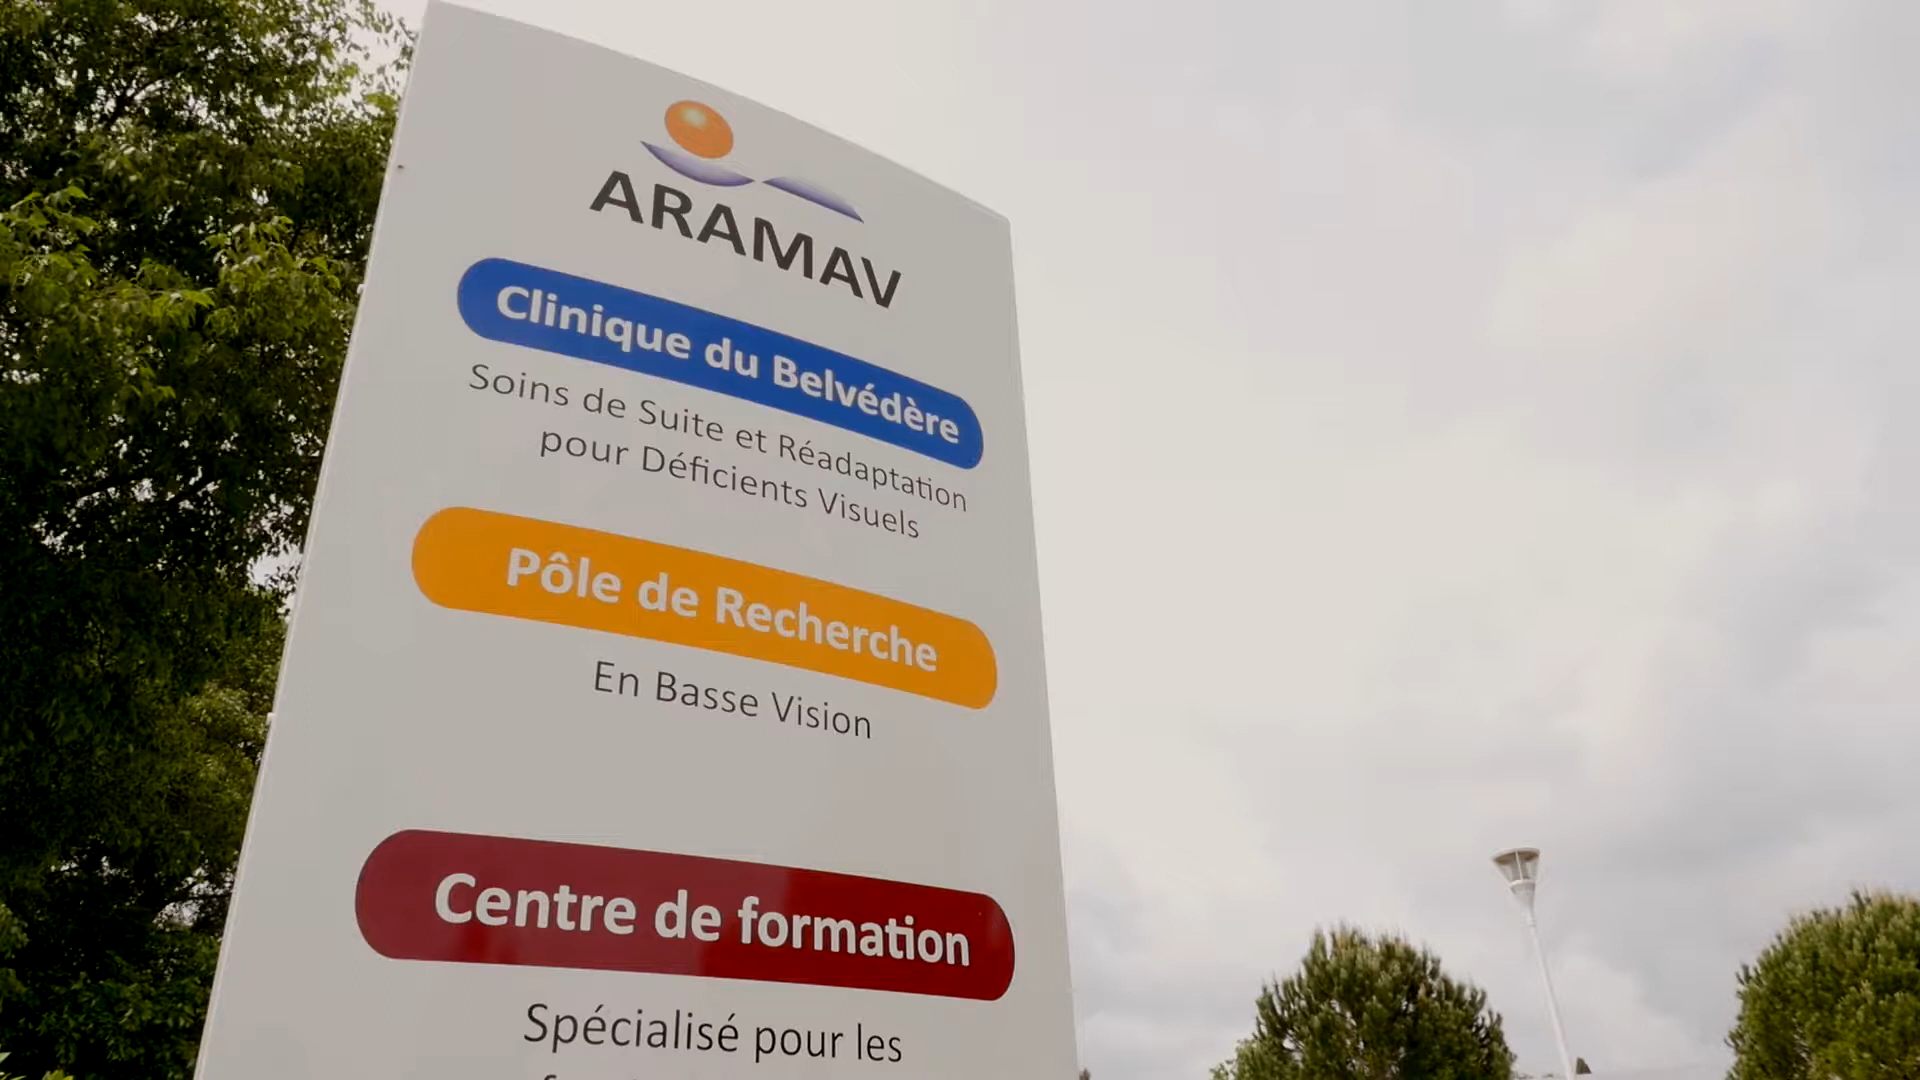 ARAMAV
Clinique du Belvédère
Soins de Suite et Réadaptation
pour Déficients Visuels
Pôle de Recherche
En Basse Vision
Centre de formation
Spécialisé pour les